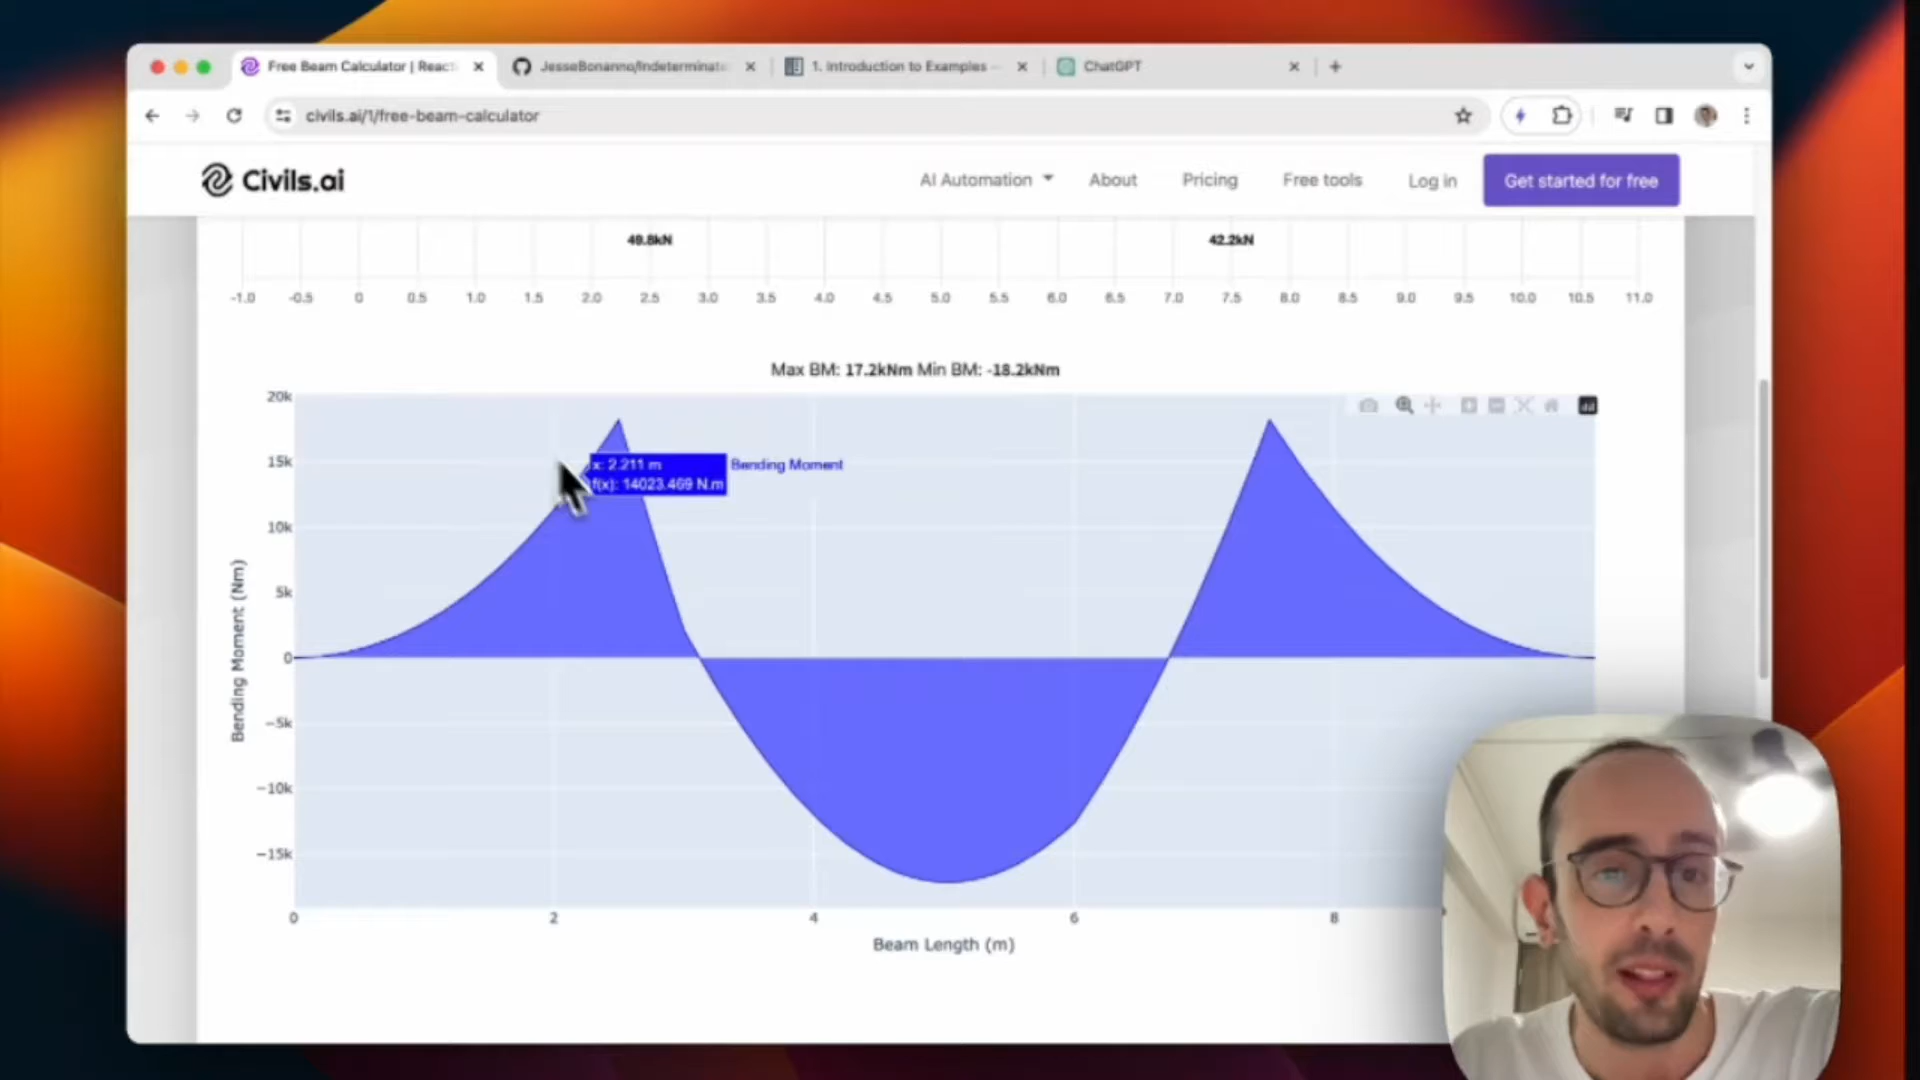 Free Beam Calculator | React
JesseBonanno/Indeterminate
1. Introduction to Examples —
ChatGPT
civils.ai/1/free-beam-calculator
Civils.ai
AI Automation
About
Pricing
Free tools
Log in
Get started for free
49.8kN
42.2kN
-1.0 -0.5 0 0.5 1.0 1.5 2.0 2.5 3.0 3.5 4.0 4.5 5.0 5.5 6.0 6.5 7.0 7.5 8.0 8.5 9.0 9.5 10.0 10.5 11.0
Max BM: 17.2kNm Min BM: -18.2kNm
20k
15k
10k
5k
0
−5k
−10k
−15k
Bending Moment (Nm)
x: 2.211 m
f(x): 14023.469 N.m
Bending Moment
0 2 4 6 8
Beam Length (m)